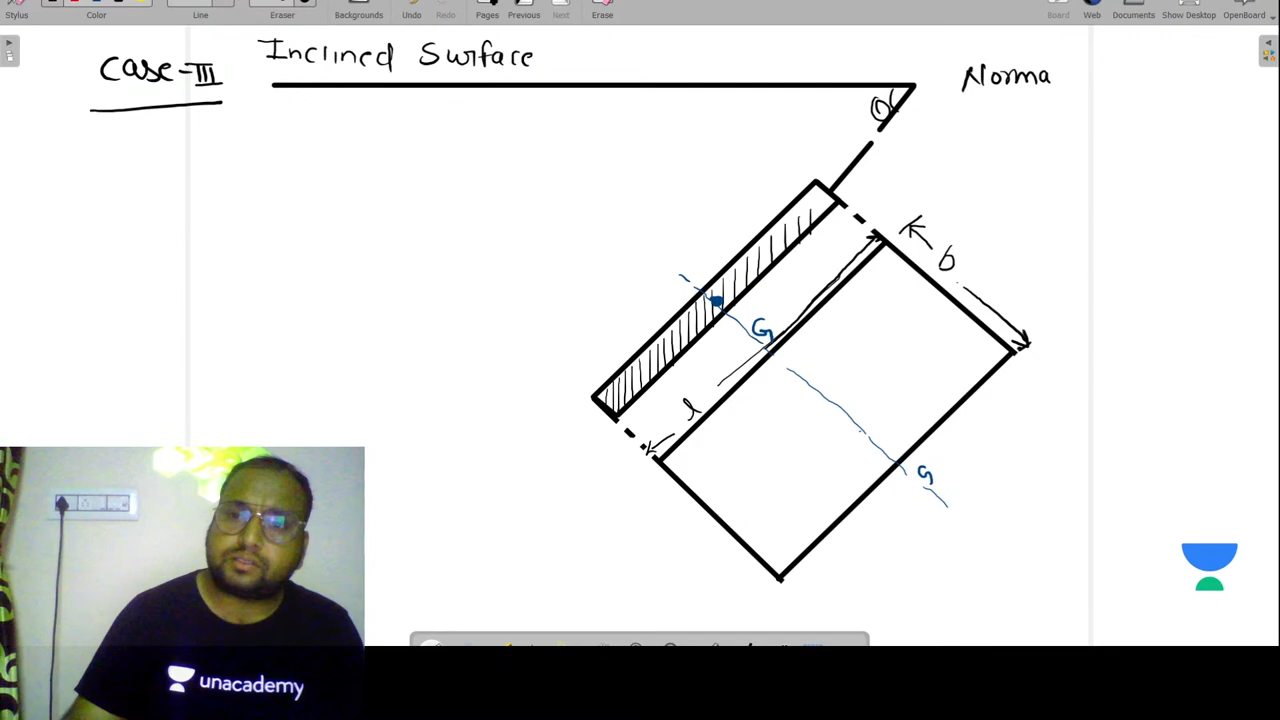 Stylus
Color
Line
Eraser
Backgrounds
Undo
Redo
Pages
Previous
Next
Erase
Board
Web
Documents
Show Desktop
OpenBoard
Case-III
Inclined Surface
Norma
θ
b
G
l
G
unacademy